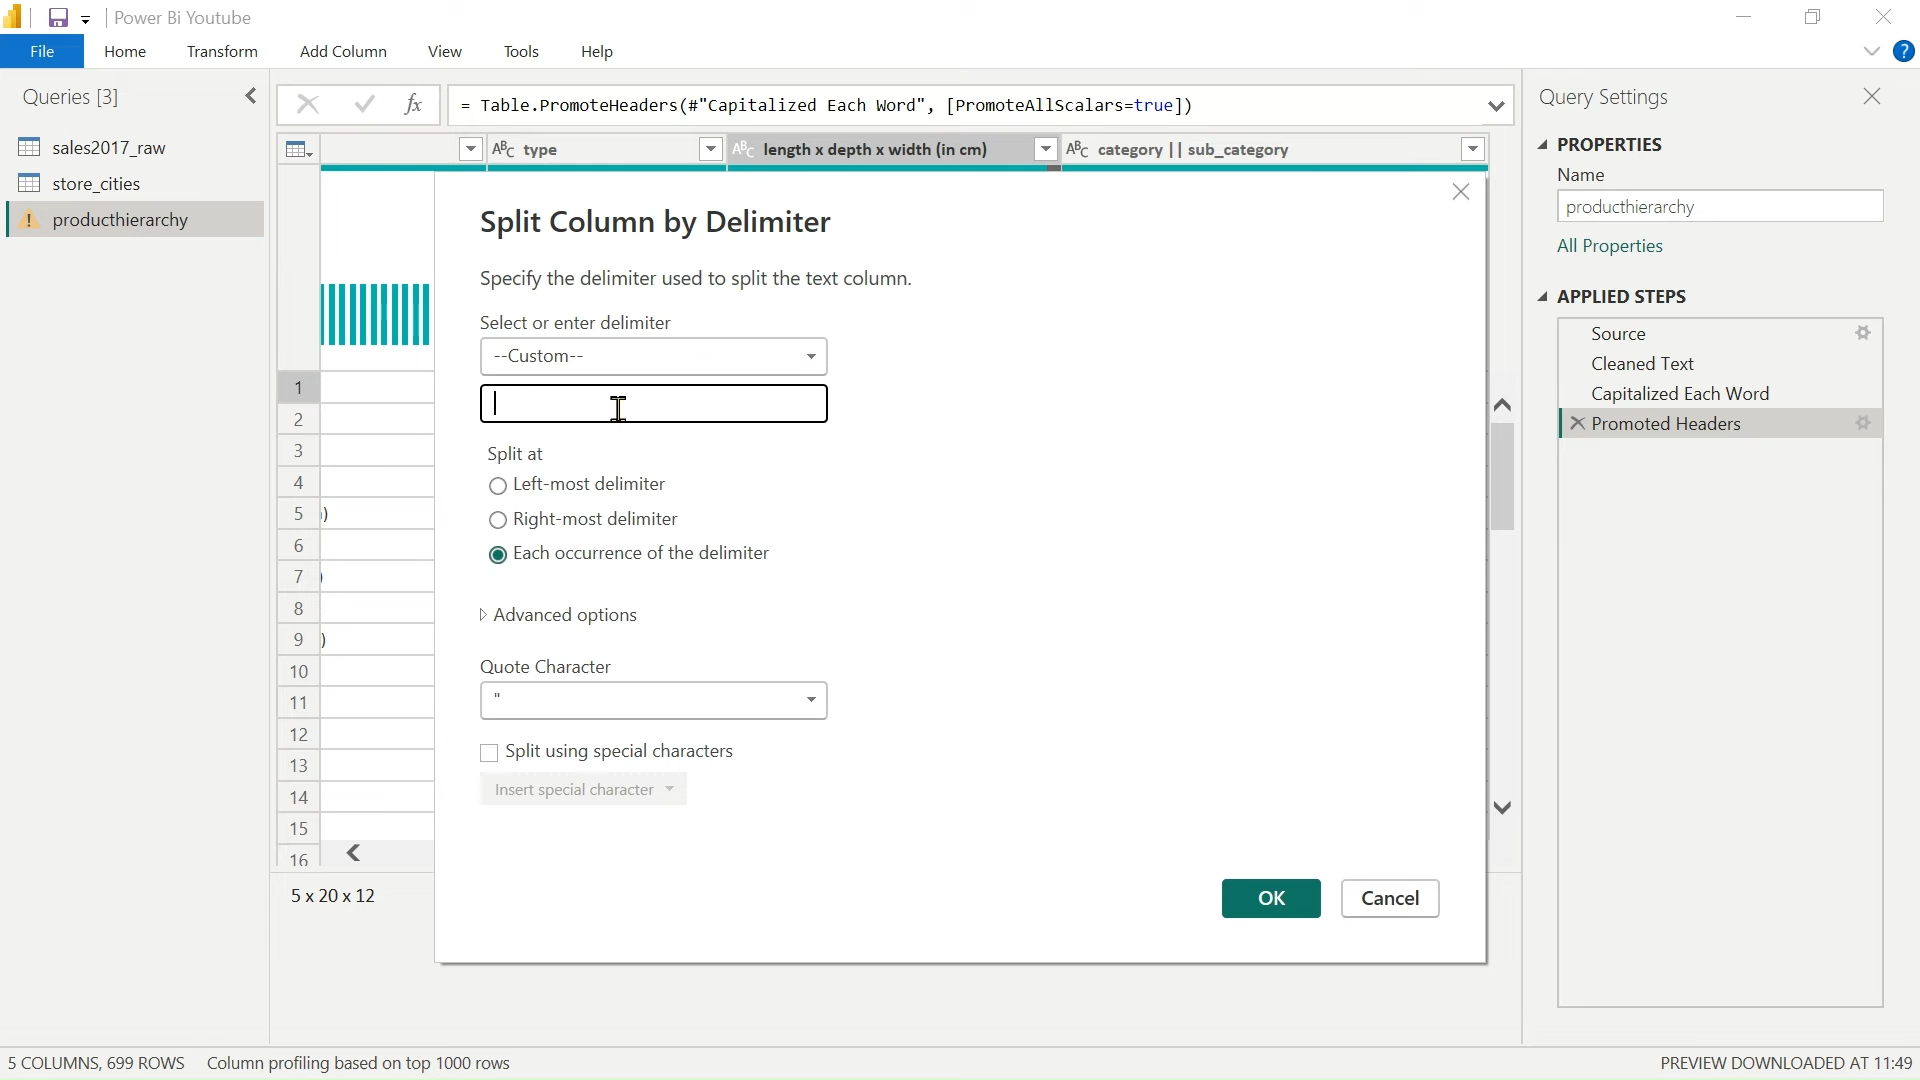 Power Bi Youtube
File Home Transform Add Column View Tools Help ?
Queries [3]
sales2017_raw
store_cities
producthierarchy
fx = Table.PromoteHeaders(#"Capitalized Each Word", [PromoteAllScalars=true])
ABC type ABC length x depth x width (in cm) ABC category || sub_category
1
2
3
4
5 )
6
7 )
8
9 )
10
11
12
13
14
15
16
5 x 20 x 12
Split Column by Delimiter
Specify the delimiter used to split the text column.
Select or enter delimiter
--Custom--
Split at
Left-most delimiter
Right-most delimiter
Each occurrence of the delimiter
Advanced options
Quote Character
"
Split using special characters
Insert special character
OK Cancel
Query Settings
PROPERTIES
Name
producthierarchy
All Properties
APPLIED STEPS
Source
Cleaned Text
Capitalized Each Word
Promoted Headers
5 COLUMNS, 699 ROWS Column profiling based on top 1000 rows
PREVIEW DOWNLOADED AT 11:49